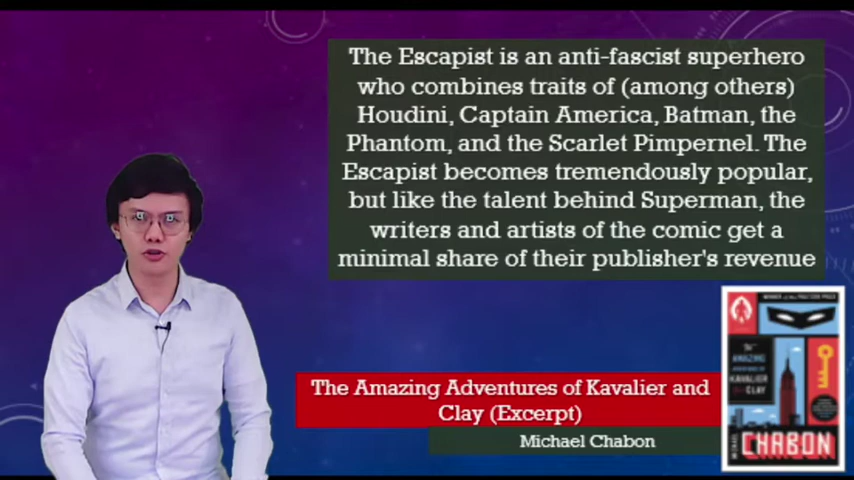 The Escapist is an anti-fascist superhero
who combines traits of (among others)
Houdini, Captain America, Batman, the
Phantom, and the Scarlet Pimpernel. The
Escapist becomes tremendously popular,
but like the talent behind Superman, the
writers and artists of the comic get a
minimal share of their publisher's revenue
The Amazing Adventures of Kavalier and
Clay (Excerpt)
Michael Chabon
AMAZING
ADVENTURES OF
KAVALIER
CLAY
MICHAEL
CHABON